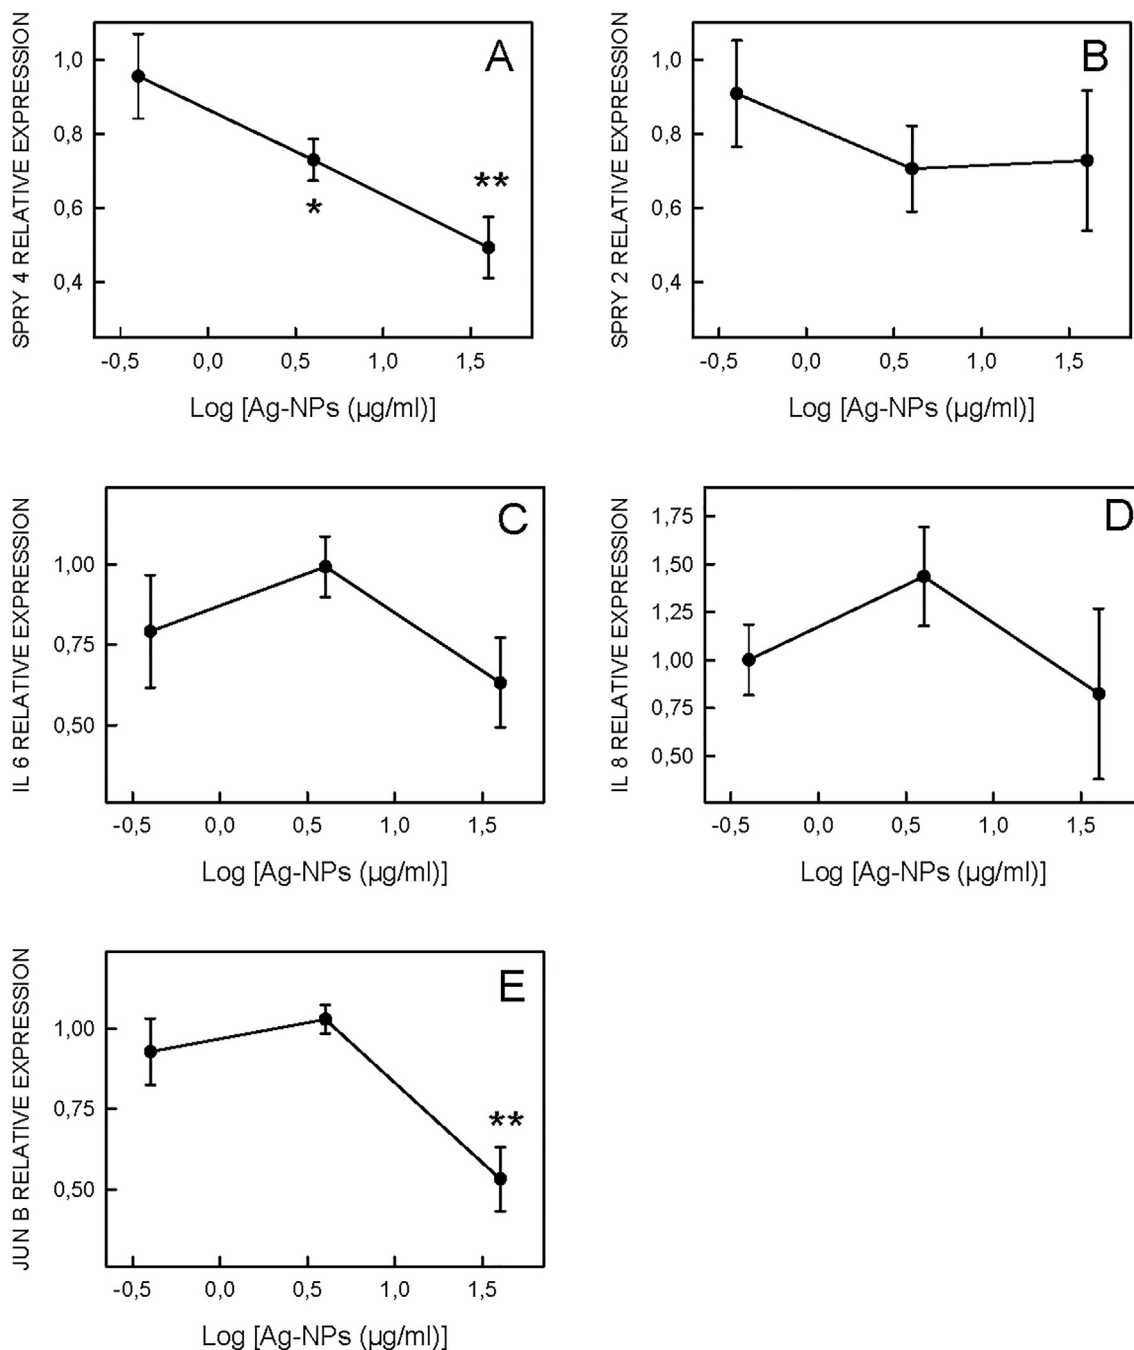 A
SPRY 4 RELATIVE EXPRESSION
1,0
0,8
0,6
0,4
*
**
-0,5 0,0 0,5 1,0 1,5
Log [Ag-NPs (µg/ml)]
B
SPRY 2 RELATIVE EXPRESSION
1,0
0,8
0,6
0,4
-0,5 0,0 0,5 1,0 1,5
Log [Ag-NPs (µg/ml)]
C
IL 6 RELATIVE EXPRESSION
1,00
0,75
0,50
-0,5 0,0 0,5 1,0 1,5
Log [Ag-NPs (µg/ml)]
D
IL 8 RELATIVE EXPRESSION
1,75
1,50
1,25
1,00
0,75
0,50
-0,5 0,0 0,5 1,0 1,5
Log [Ag-NPs (µg/ml)]
E
JUN B RELATIVE EXPRESSION
1,00
0,75
0,50
**
-0,5 0,0 0,5 1,0 1,5
Log [Ag-NPs (µg/ml)]